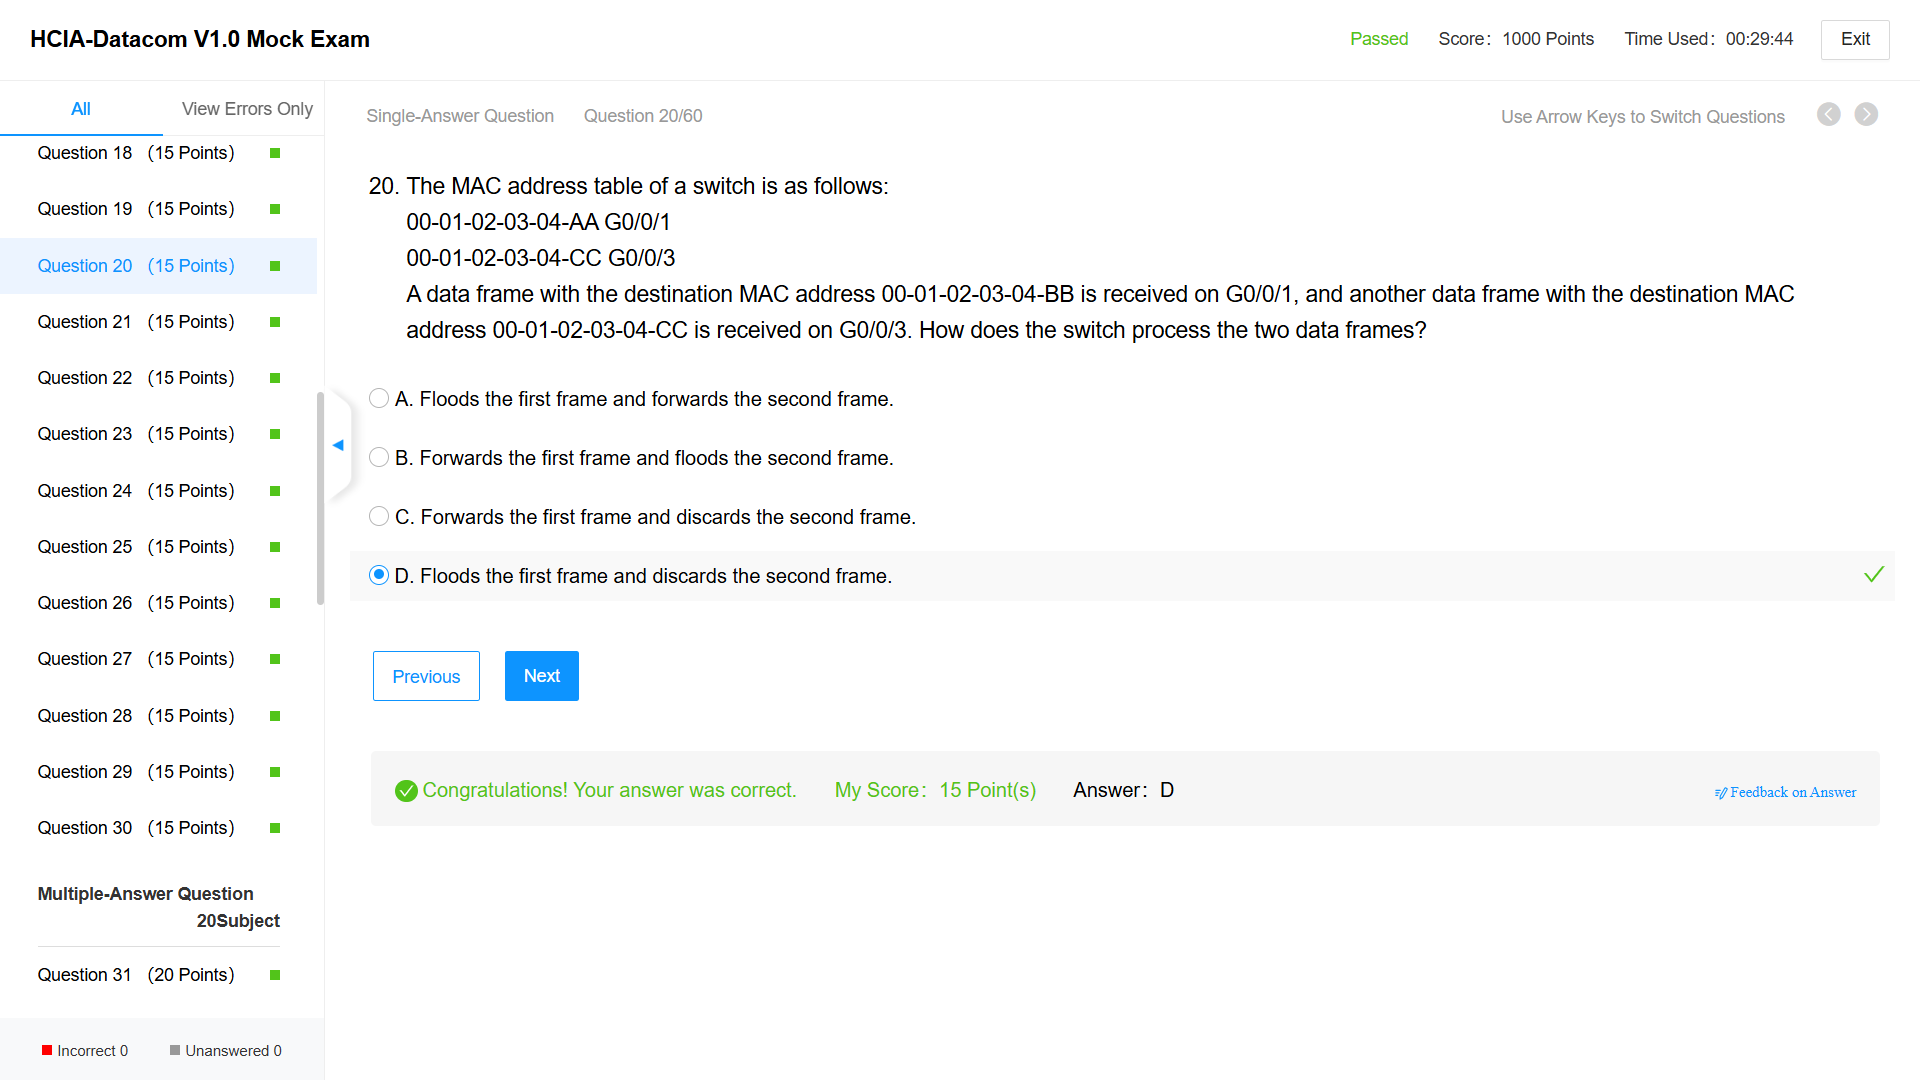 HCIA-Datacom V1.0 Mock Exam
Passed Score: 1000 Points Time Used: 00:29:44 Exit
All View Errors Only
Question 18 (15 Points)
Question 19 (15 Points)
Question 20 (15 Points)
Question 21 (15 Points)
Question 22 (15 Points)
Question 23 (15 Points)
Question 24 (15 Points)
Question 25 (15 Points)
Question 26 (15 Points)
Question 27 (15 Points)
Question 28 (15 Points)
Question 29 (15 Points)
Question 30 (15 Points)
Multiple-Answer Question
20Subject
Question 31 (20 Points)
Incorrect 0 Unanswered 0
Single-Answer Question Question 20/60 Use Arrow Keys to Switch Questions
20. The MAC address table of a switch is as follows:
00-01-02-03-04-AA G0/0/1
00-01-02-03-04-CC G0/0/3
A data frame with the destination MAC address 00-01-02-03-04-BB is received on G0/0/1, and another data frame with the destination MAC
address 00-01-02-03-04-CC is received on G0/0/3. How does the switch process the two data frames?
A. Floods the first frame and forwards the second frame.
B. Forwards the first frame and floods the second frame.
C. Forwards the first frame and discards the second frame.
D. Floods the first frame and discards the second frame.
Previous Next
Congratulations! Your answer was correct. My Score: 15 Point(s) Answer: D Feedback on Answer